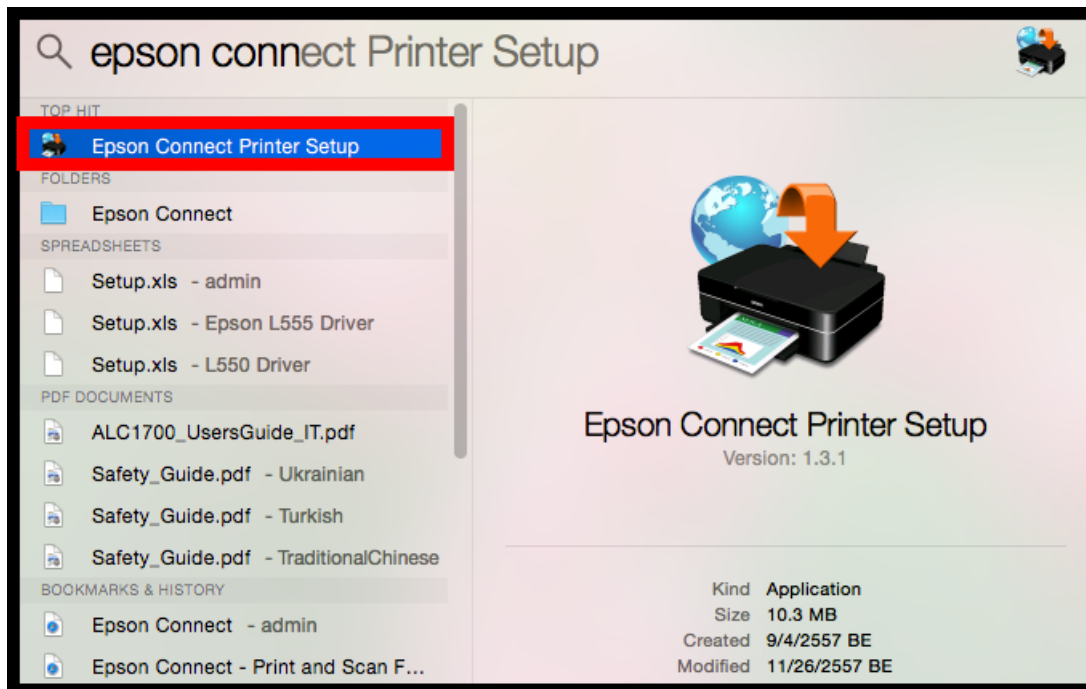 epson connect Printer Setup
TOP HIT
Epson Connect Printer Setup
FOLDERS
Epson Connect
SPREADSHEETS
Setup.xls - admin
Setup.xls - Epson L555 Driver
Setup.xls - L550 Driver
PDF DOCUMENTS
ALC1700_UsersGuide_IT.pdf
Safety_Guide.pdf - Ukrainian
Safety_Guide.pdf - Turkish
Safety_Guide.pdf - TraditionalChinese
BOOKMARKS & HISTORY
Epson Connect - admin
Epson Connect - Print and Scan F...
Epson Connect Printer Setup
Version: 1.3.1
Kind Application
Size 10.3 MB
Created 9/4/2557 BE
Modified 11/26/2557 BE